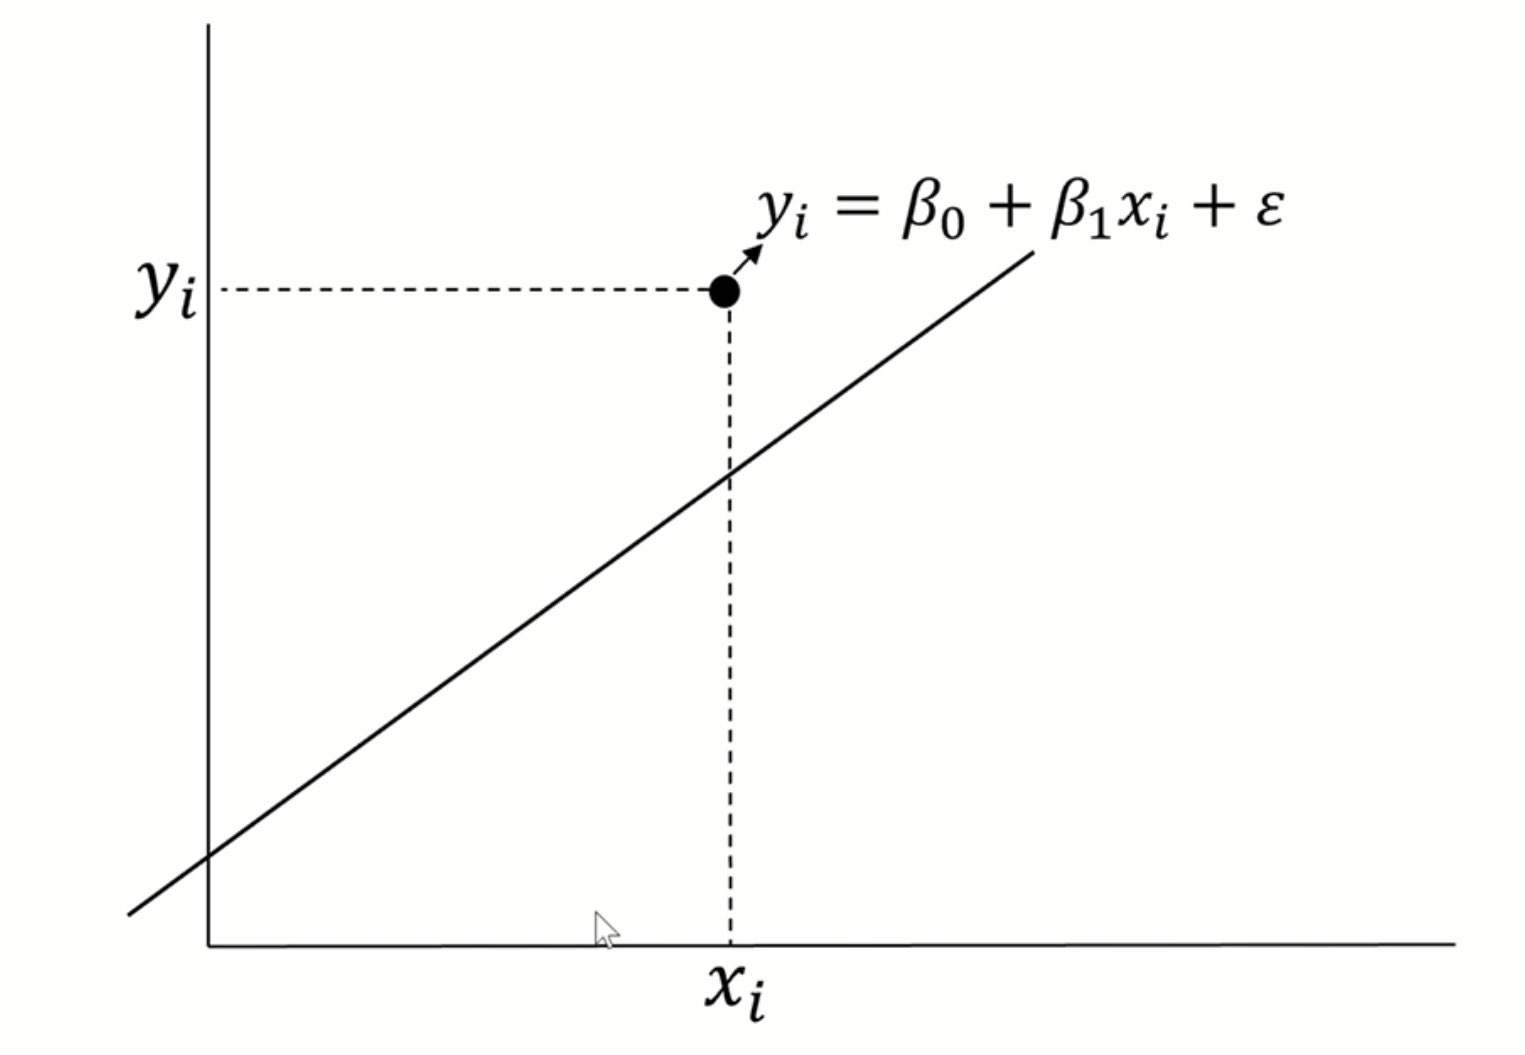 yᵢ = β₀ + β₁xᵢ + ε
yᵢ
xᵢ